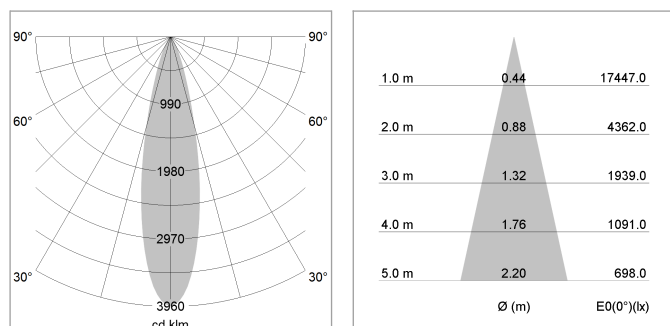 90° 90°
990
60° 60°
1980
2970
30° 30°
3960
cd klm
1.0 m 0.44 17447.0
2.0 m 0.88 4362.0
3.0 m 1.32 1939.0
4.0 m 1.76 1091.0
5.0 m 2.20 698.0
Ø (m) E0(0°)(lx)